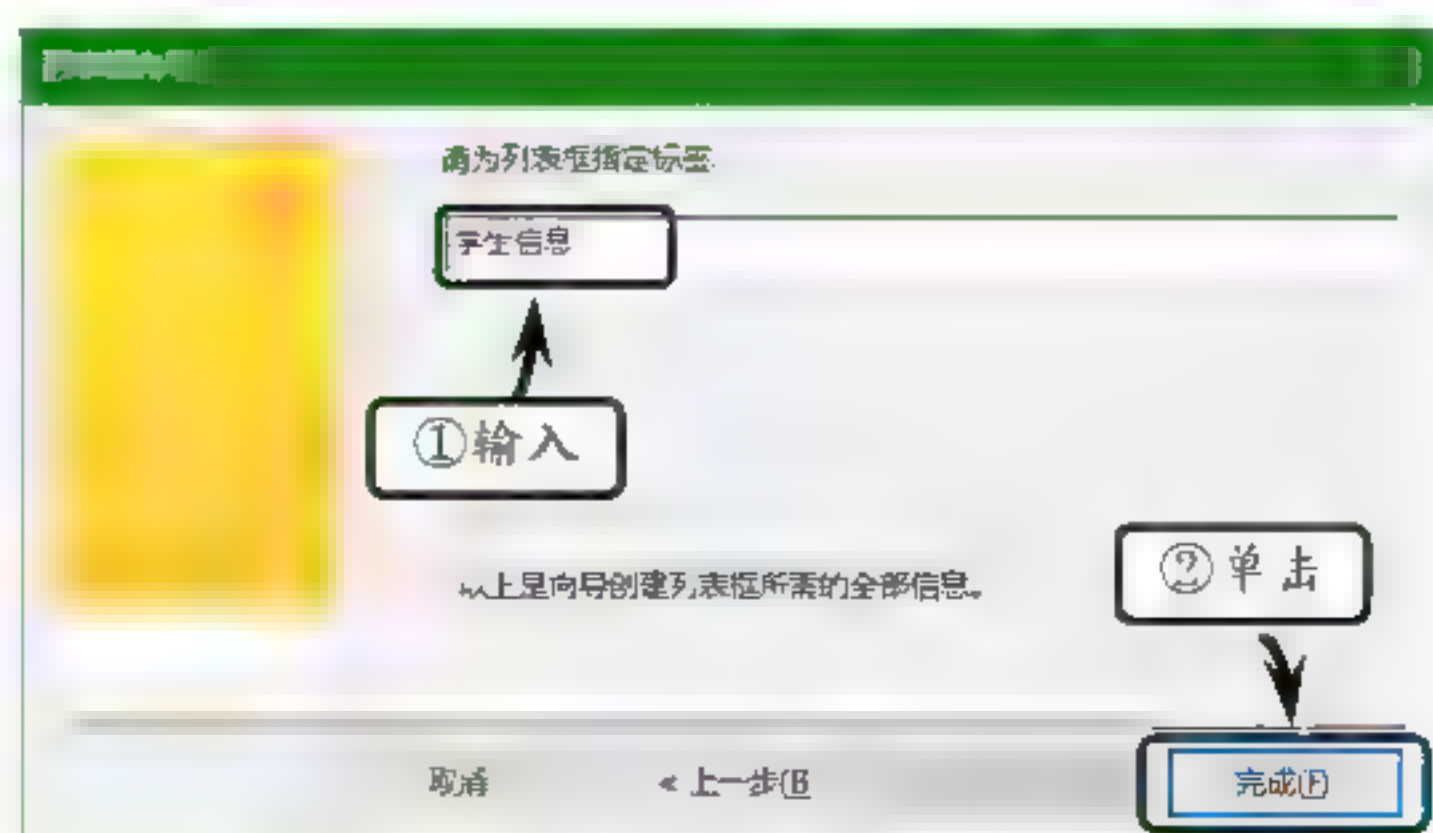 请为列表框指定标签:
学生信息
①输入
以上是向导创建列表框所需的全部信息。
②单击
取消
< 上一步(B
完成(F)